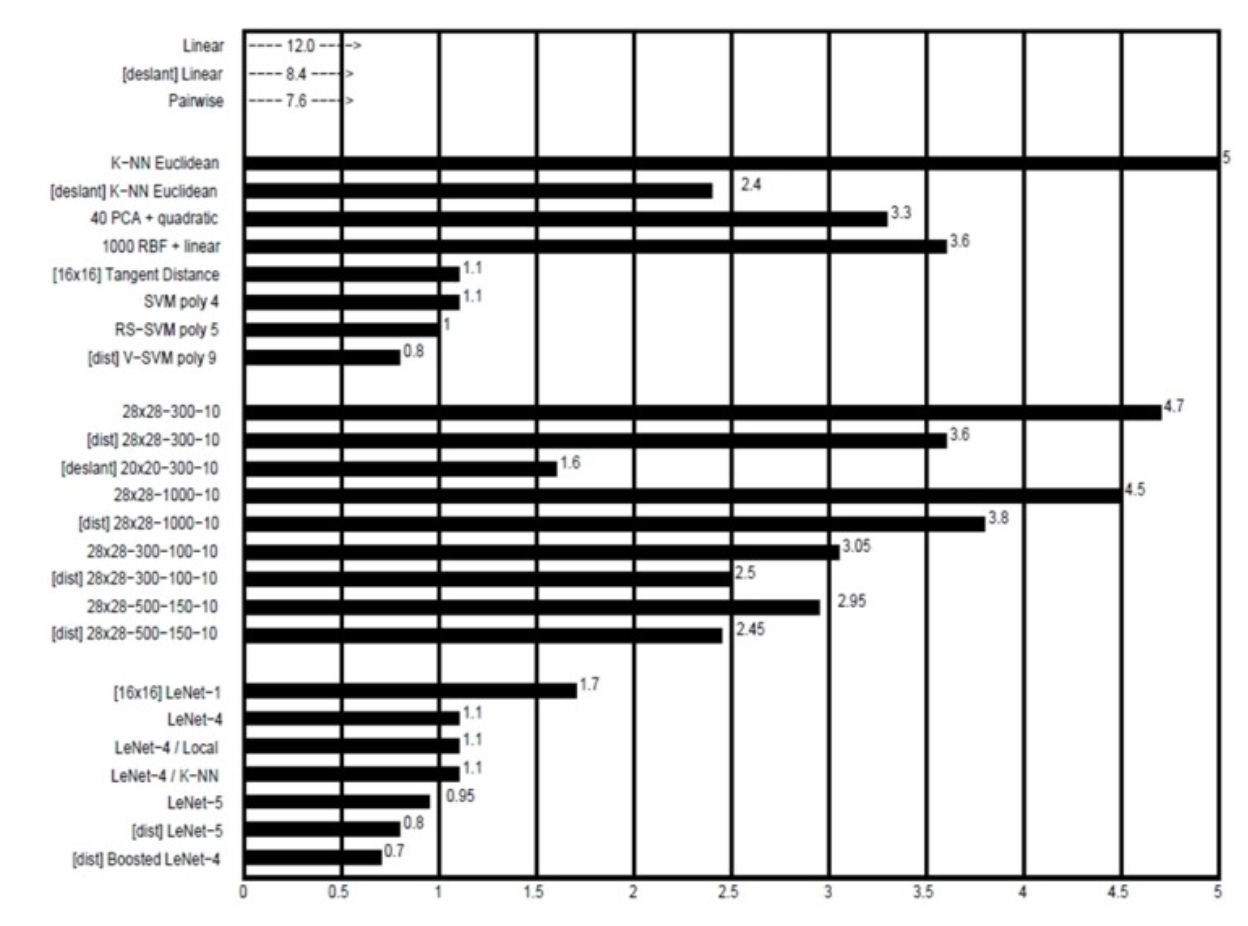 Linear ---- 12.0 ---->
[deslant] Linear ---- 8.4 ---->
Pairwise ---- 7.6 ---->
K-NN Euclidean 5
[deslant] K-NN Euclidean 2.4
40 PCA + quadratic 3.3
1000 RBF + linear 3.6
[16x16] Tangent Distance 1.1
SVM poly 4 1.1
RS-SVM poly 5 1
[dist] V-SVM poly 9 0.8
28x28-300-10 4.7
[dist] 28x28-300-10 3.6
[deslant] 20x20-300-10 1.6
28x28-1000-10 4.5
[dist] 28x28-1000-10 3.8
28x28-300-100-10 3.05
[dist] 28x28-300-100-10 2.5
28x28-500-150-10 2.95
[dist] 28x28-500-150-10 2.45
[16x16] LeNet-1 1.7
LeNet-4 1.1
LeNet-4 / Local 1.1
LeNet-4 / K-NN 1.1
LeNet-5 0.95
[dist] LeNet-5 0.8
[dist] Boosted LeNet-4 0.7
0 0.5 1 1.5 2 2.5 3 3.5 4 4.5 5